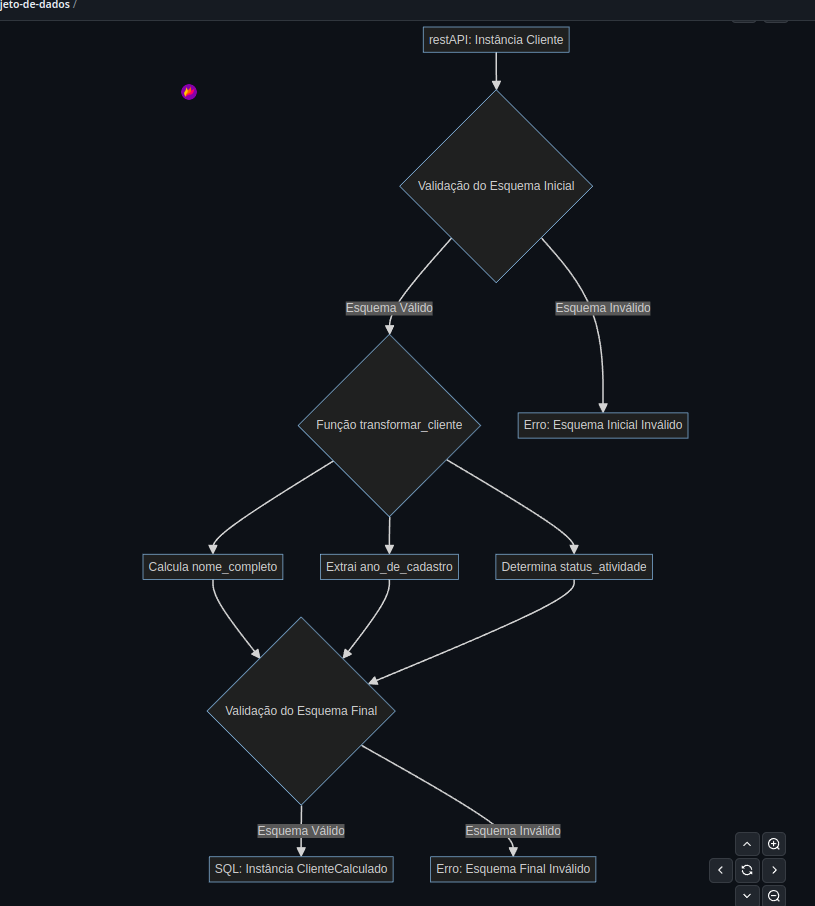 jeto-de-dados /
restAPI: Instância Cliente
Validação do Esquema Inicial
Esquema Válido
Esquema Inválido
Função transformar_cliente
Erro: Esquema Inicial Inválido
Calcula nome_completo
Extrai ano_de_cadastro
Determina status_atividade
Validação do Esquema Final
Esquema Válido
Esquema Inválido
SQL: Instância ClienteCalculado
Erro: Esquema Final Inválido